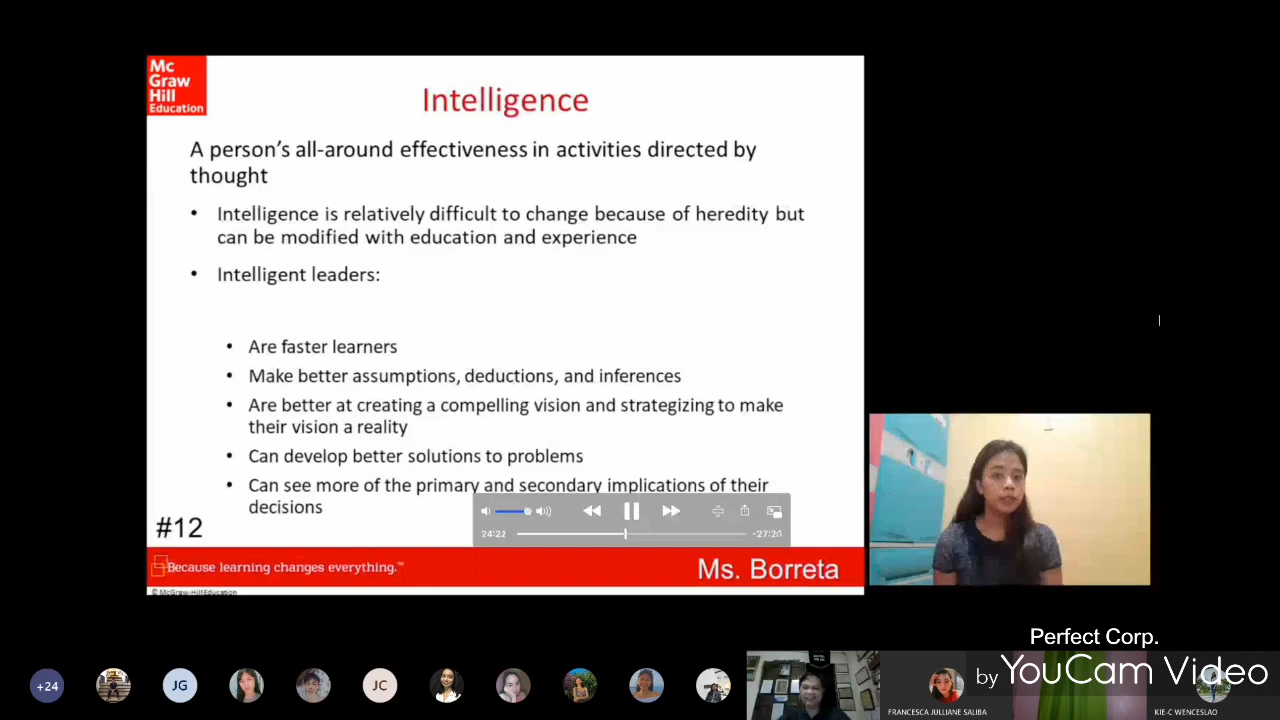 Mc
Graw
Hill
Education
Intelligence
A person's all-around effectiveness in activities directed by
thought
• Intelligence is relatively difficult to change because of heredity but
can be modified with education and experience
• Intelligent leaders:
• Are faster learners
• Make better assumptions, deductions, and inferences
• Are better at creating a compelling vision and strategizing to make
their vision a reality
• Can develop better solutions to problems
• Can see more of the primary and secondary implications of their
decisions
#12
24:22
-27:20
Because learning changes everything.™
Ms. Borreta
© McGraw-Hill Education
Perfect Corp.
by YouCam Video
+24
JG
JC
FRANCESCA JULLIANE SALIBA
KIE-C WENCESLAO